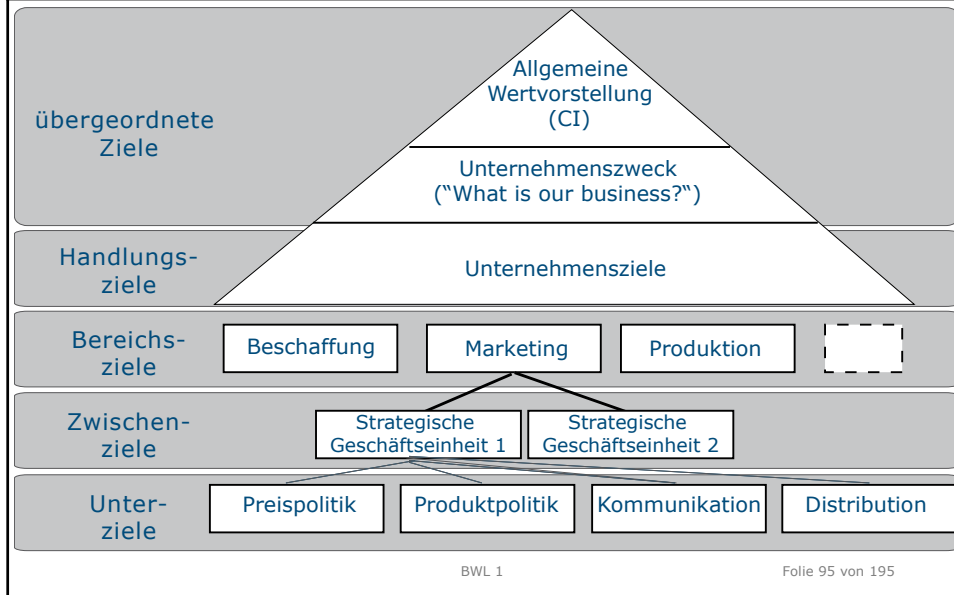 Allgemeine
Wertvorstellung
(CI)
übergeordnete
Ziele
Unternehmenszweck
(“What is our business?“)
Handlungs-
ziele
Unternehmensziele
Bereichs-
ziele
Beschaffung
Marketing
Produktion
Zwischen-
ziele
Strategische
Geschäftseinheit 1
Strategische
Geschäftseinheit 2
Unter-
ziele
Preispolitik
Produktpolitik
Kommunikation
Distribution
BWL 1
Folie 95 von 195